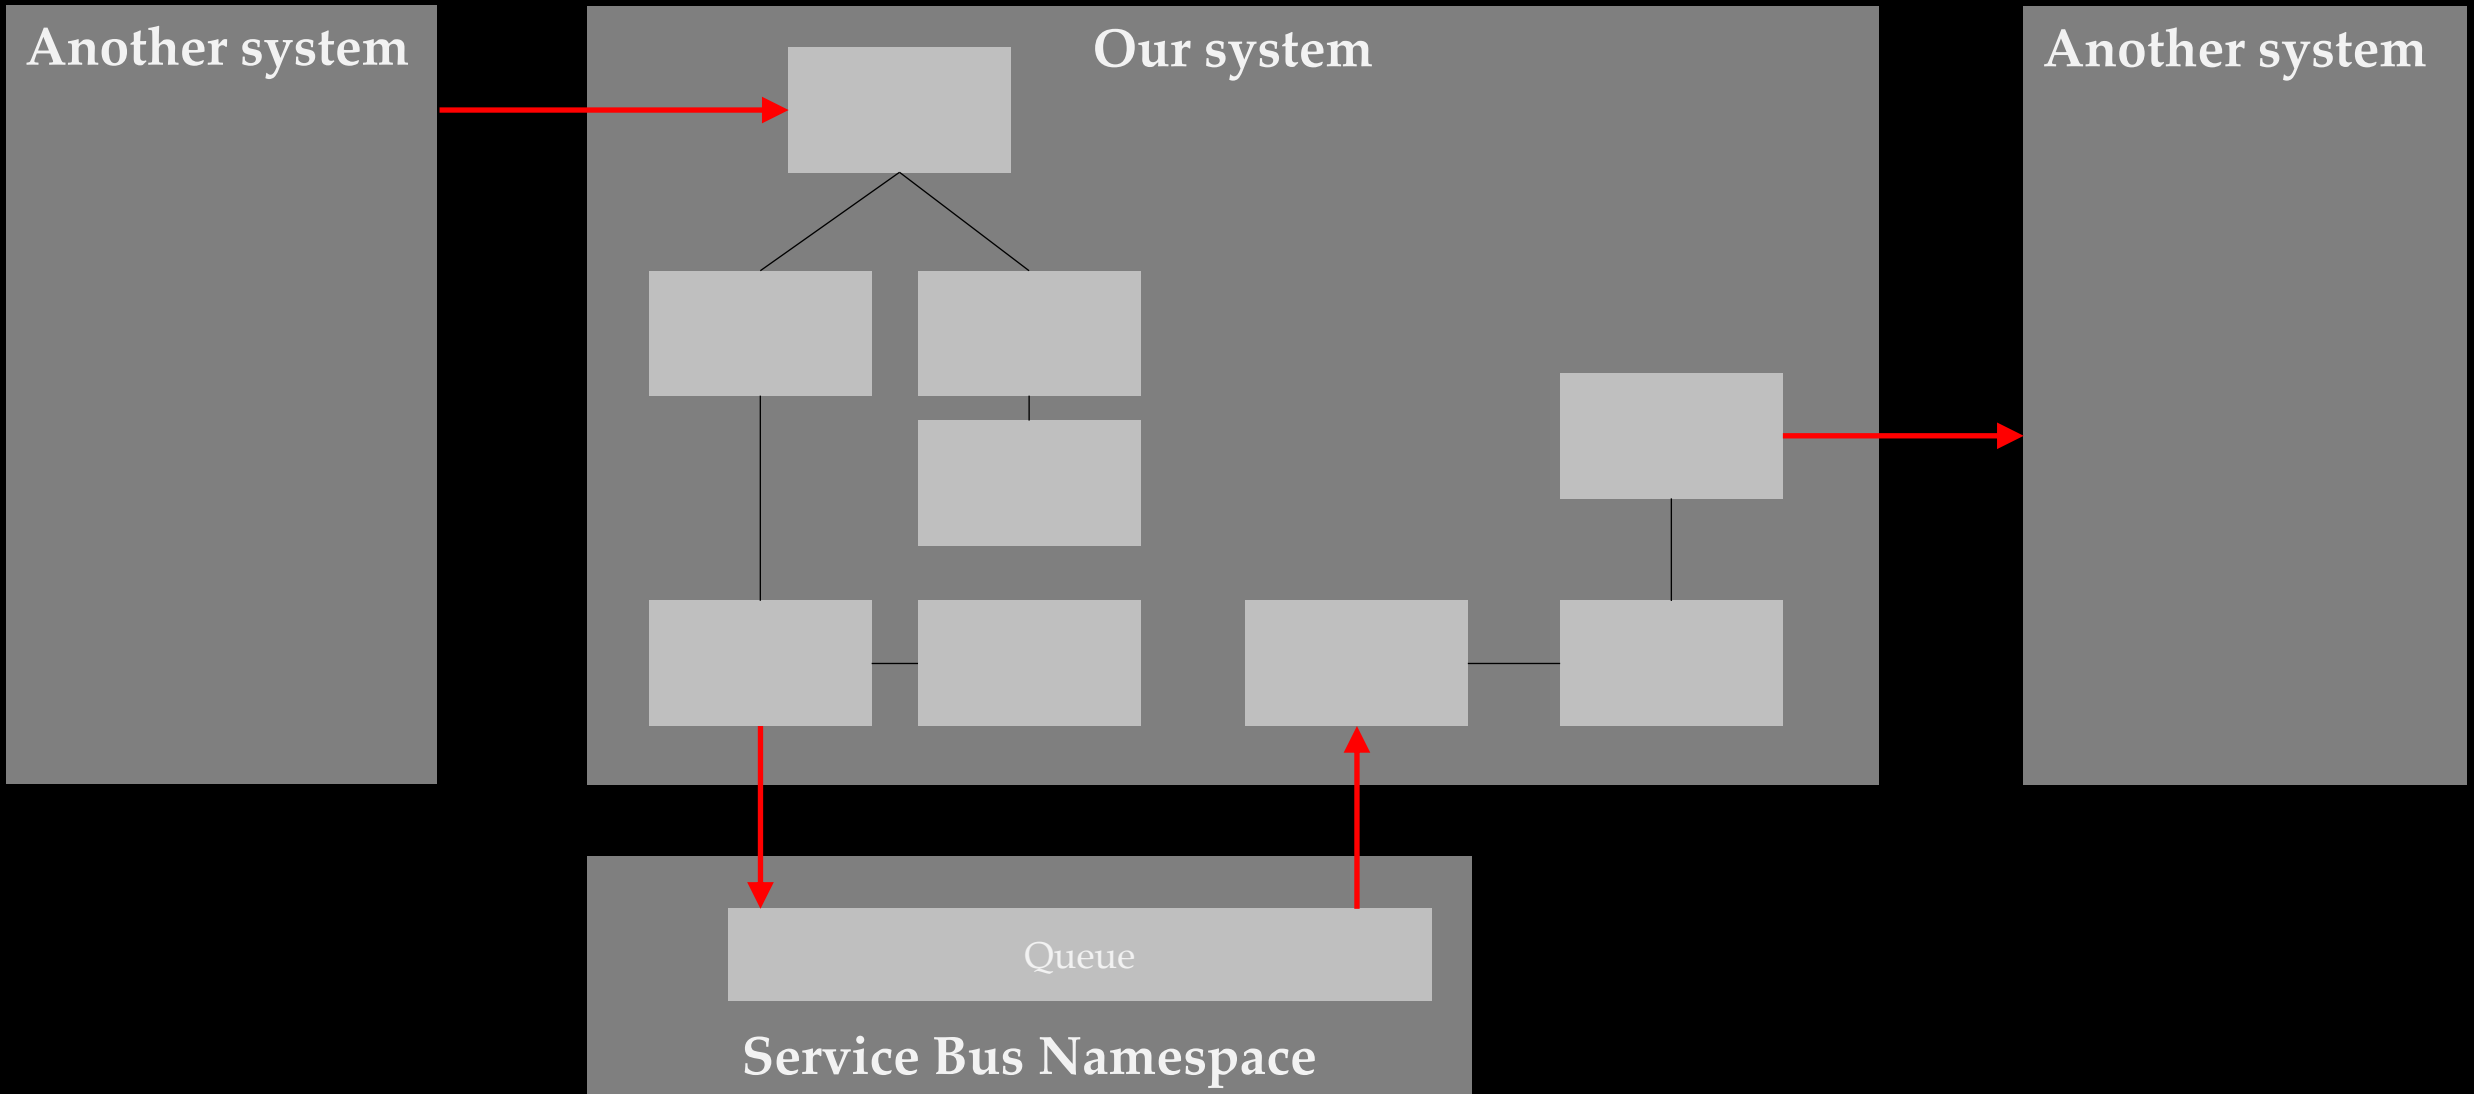 Another system
Our system
Another system
Queue
Service Bus Namespace